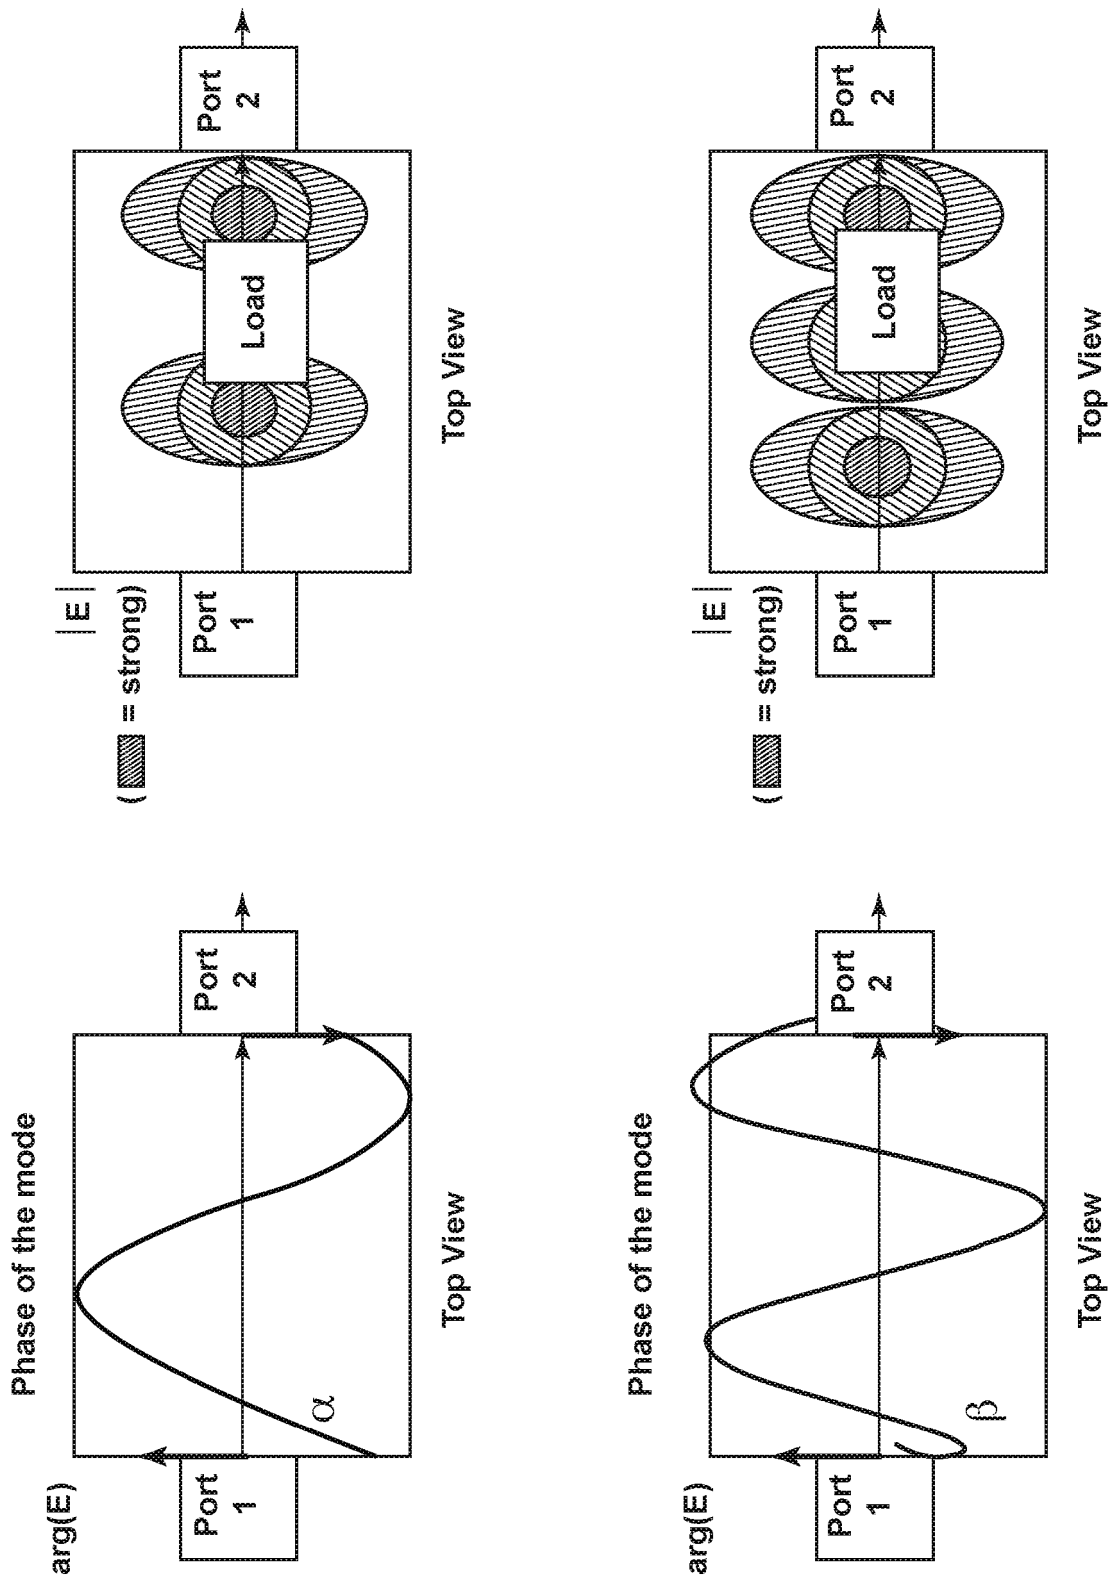 Phase of the mode
arg(E)
Port
1
α
Port
2
Top View
|E|
( = strong)
Port
1
Load
Port
2
Top View
Phase of the mode
arg(E)
Port
1
β
Port
2
Top View
|E|
( = strong)
Port
1
Load
Port
2
Top View